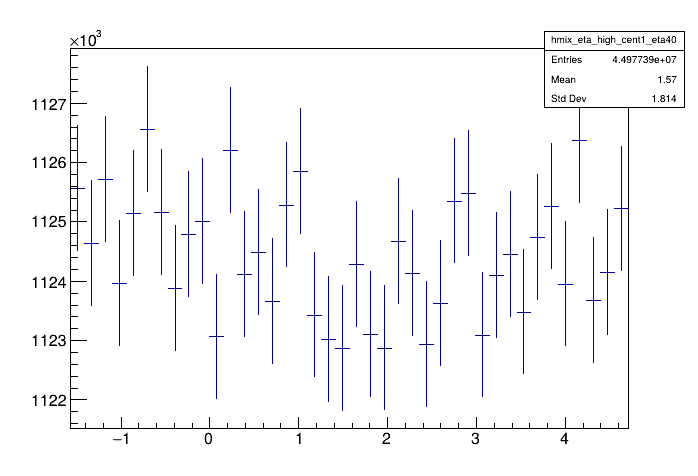 ×10³
hmix_eta_high_cent1_eta40
Entries 4.497739e+07
Mean 1.57
Std Dev 1.814
1127
1126
1125
1124
1123
1122
−1 0 1 2 3 4